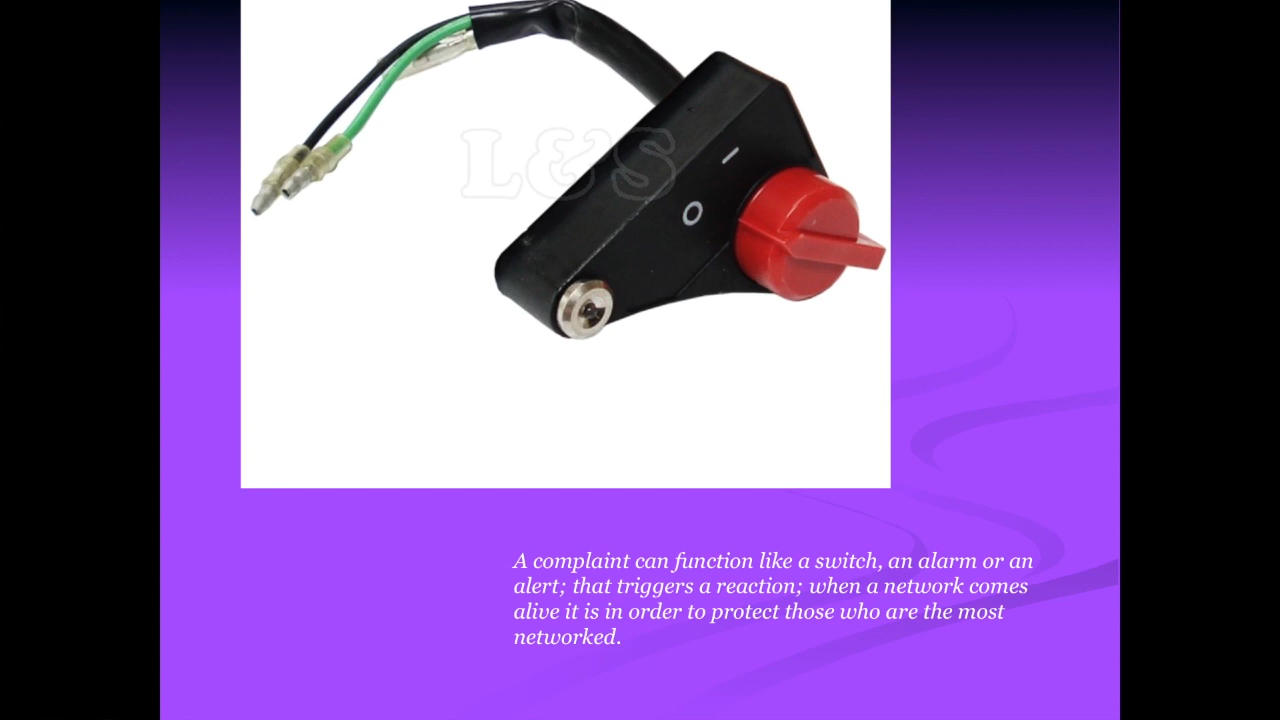 L&S
I
O
A complaint can function like a switch, an alarm or an
alert; that triggers a reaction; when a network comes
alive it is in order to protect those who are the most
networked.